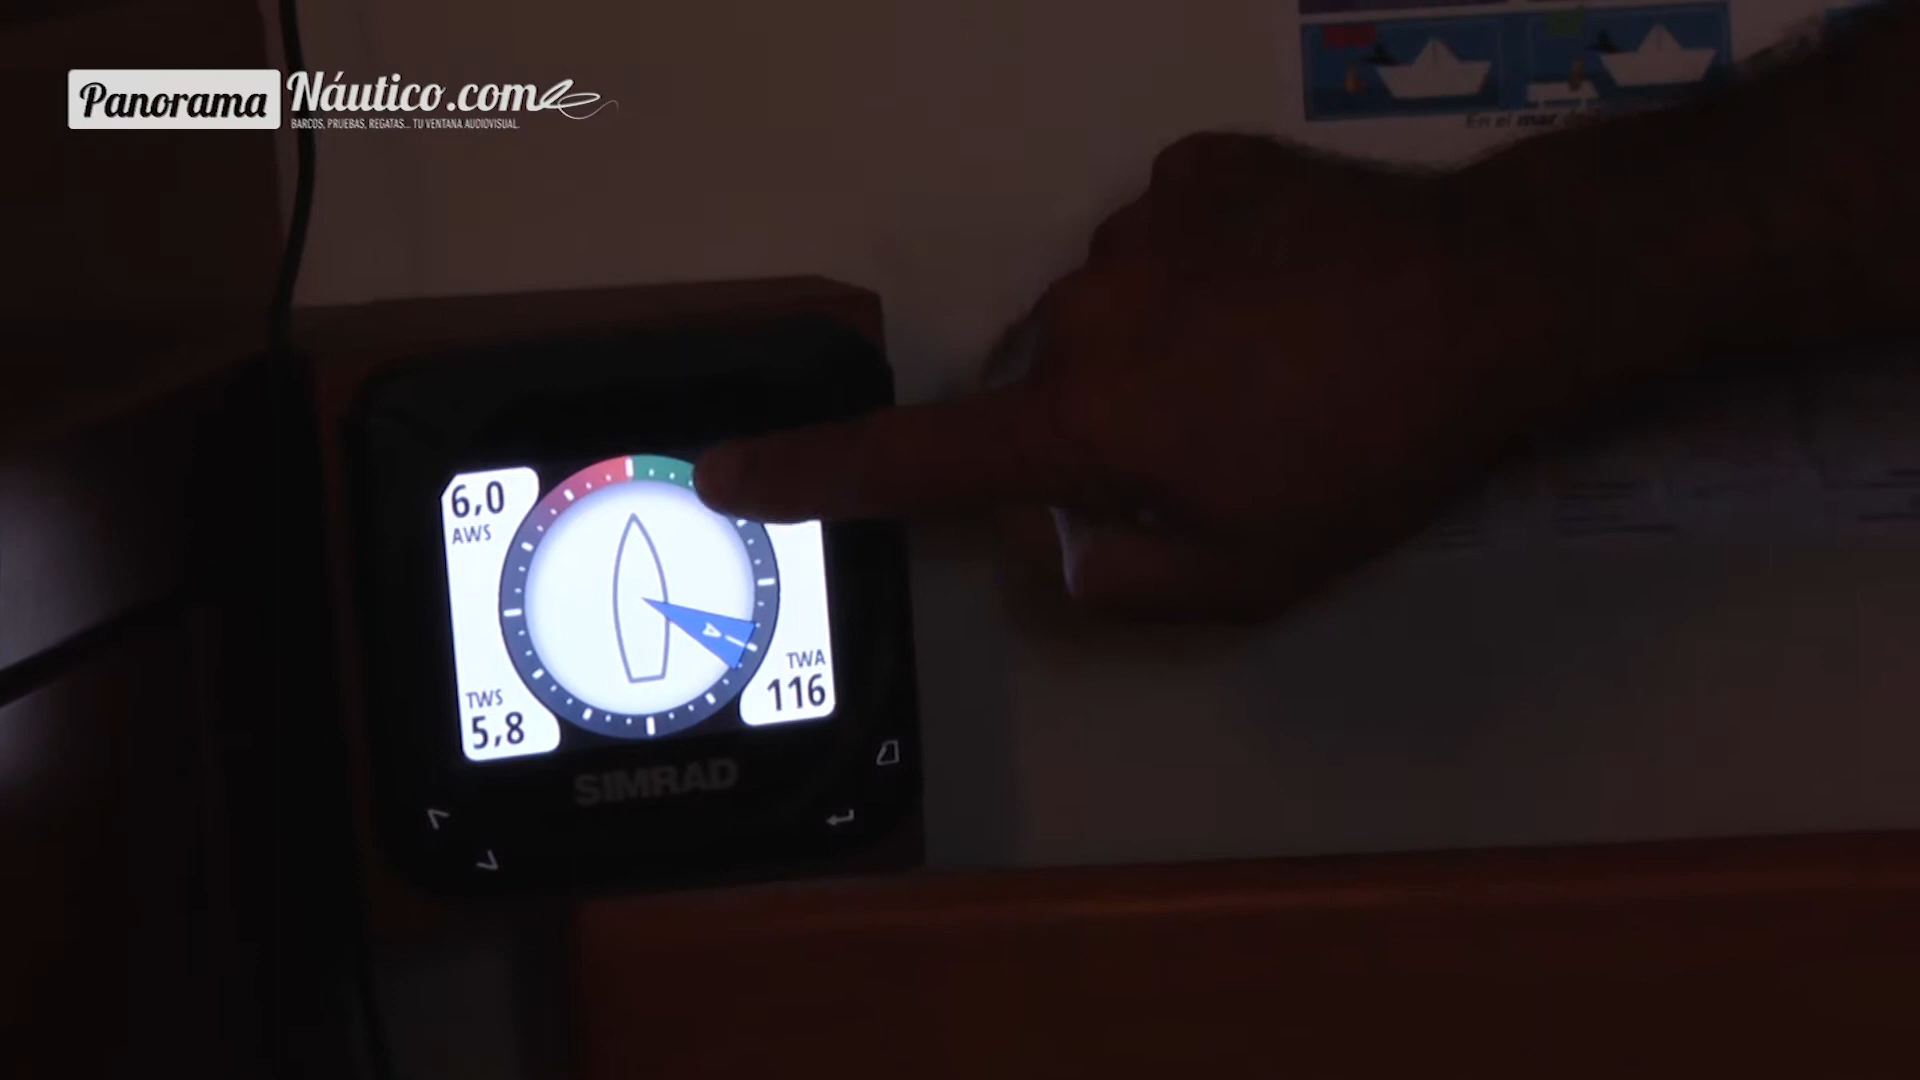 Panorama Náutico.com
BARCOS, PRUEBAS, REGATAS... TU VENTANA AUDIOVISUAL.
En el mar
6,0
AWS
TWS
5,8
TWA
116
A
SIMRAD